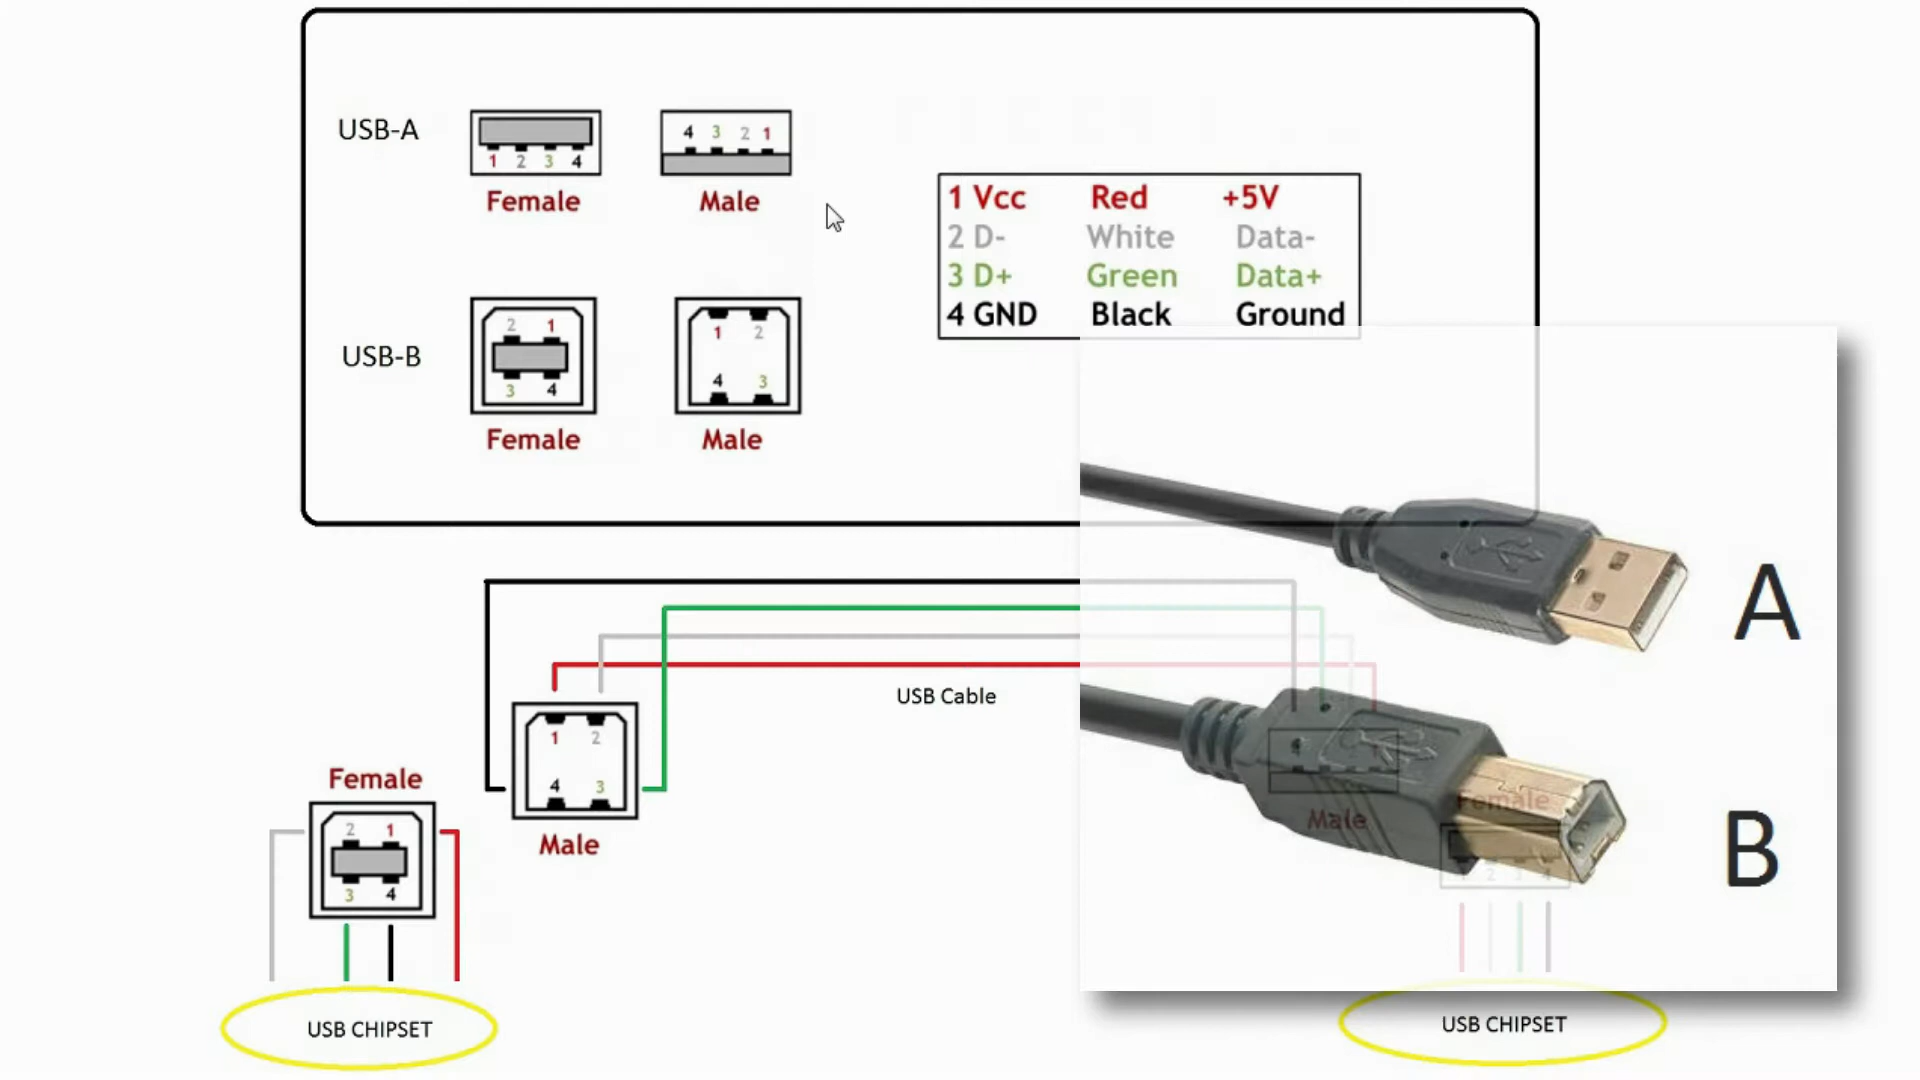 USB-A
1 2 3 4
Female
4 3 2 1
Male
1 Vcc Red +5V
2 D- White Data-
3 D+ Green Data+
4 GND Black Ground
USB-B
2 1
3 4
Female
1 2
4 3
Male
A
USB Cable
1 2
4 3
Male
Female
2 1
3 4
Male
Female
B
USB CHIPSET
USB CHIPSET